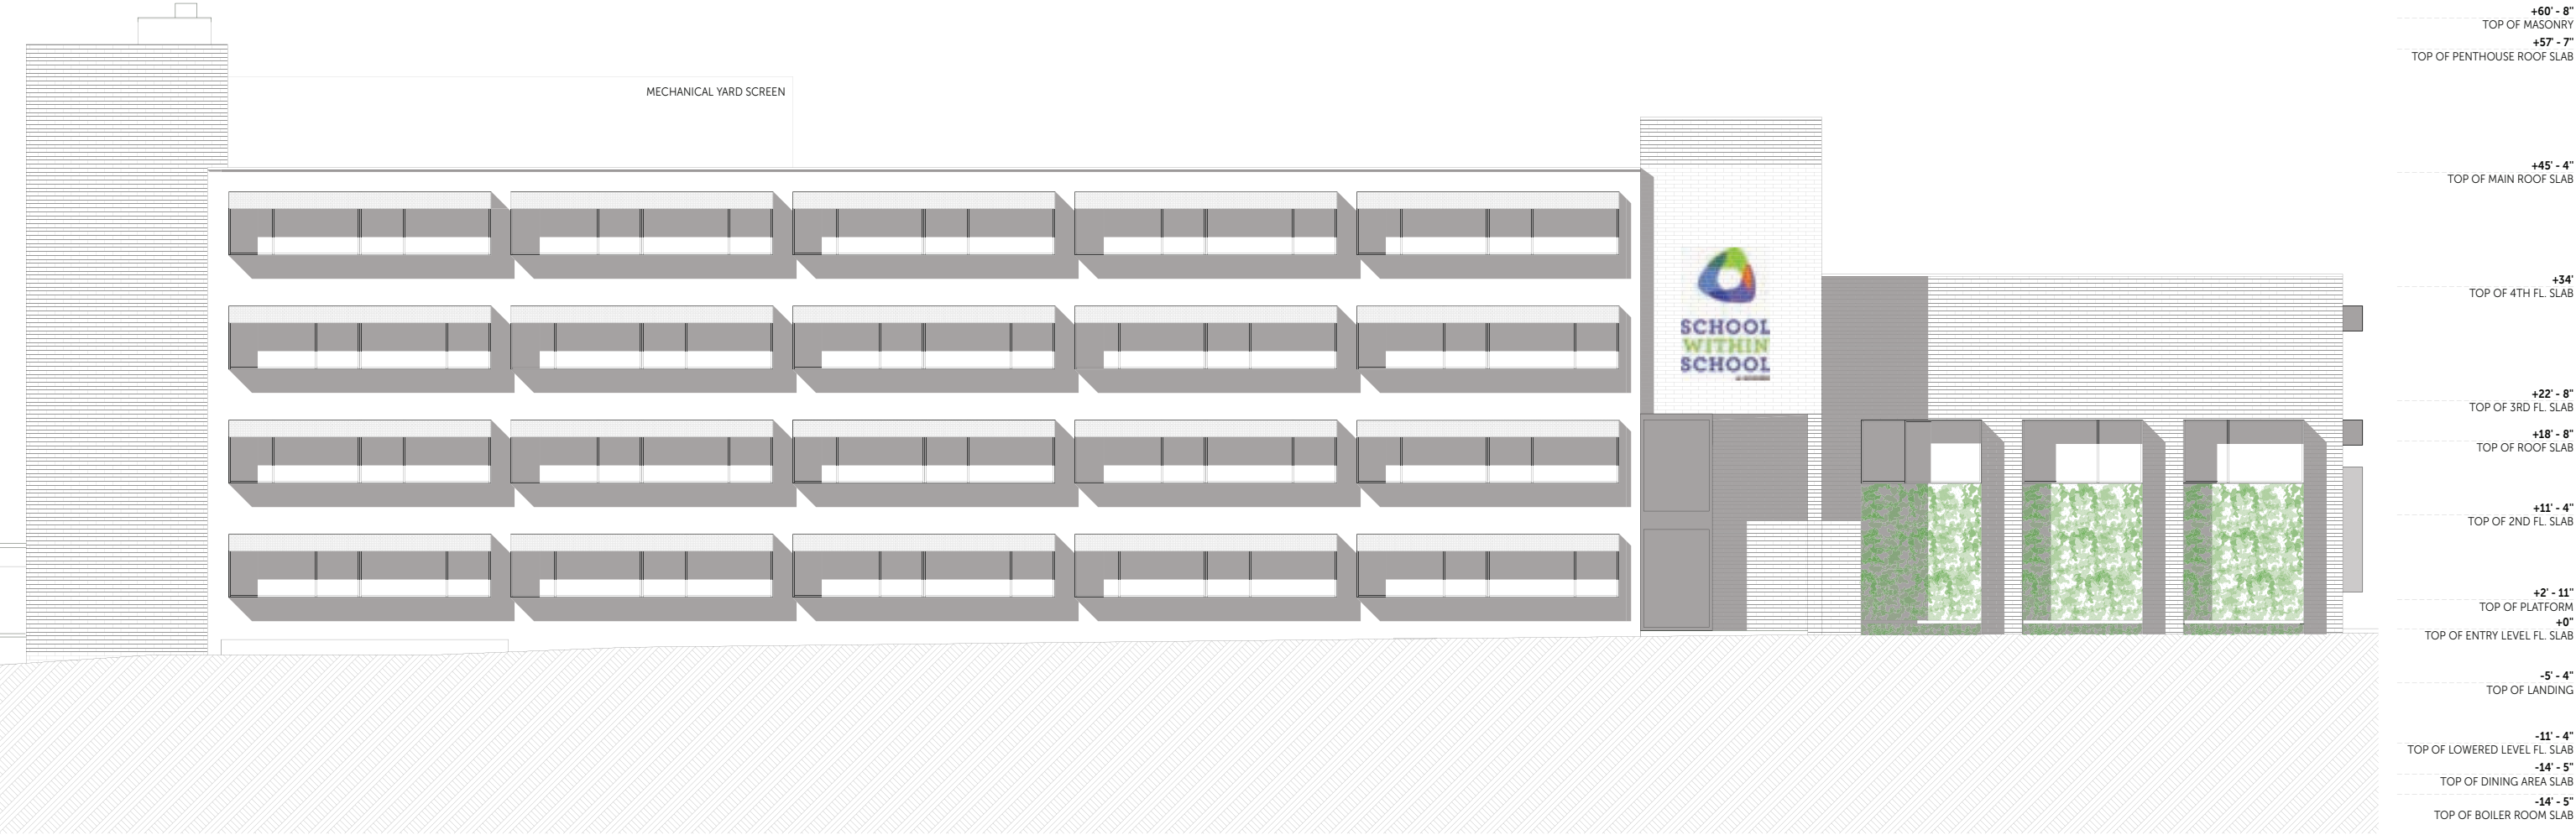 MECHANICAL YARD SCREEN
SCHOOL
WITHIN
SCHOOL
+60' - 8"
TOP OF MASONRY
+57' - 7"
TOP OF PENTHOUSE ROOF SLAB
+45' - 4"
TOP OF MAIN ROOF SLAB
+34'
TOP OF 4TH FL. SLAB
+22' - 8"
TOP OF 3RD FL. SLAB
+18' - 8"
TOP OF ROOF SLAB
+11' - 4"
TOP OF 2ND FL. SLAB
+2' - 11"
TOP OF PLATFORM
+0"
TOP OF ENTRY LEVEL FL. SLAB
-5' - 4"
TOP OF LANDING
-11' - 4"
TOP OF LOWERED LEVEL FL. SLAB
-14' - 5"
TOP OF DINING AREA SLAB
-14' - 5"
TOP OF BOILER ROOM SLAB